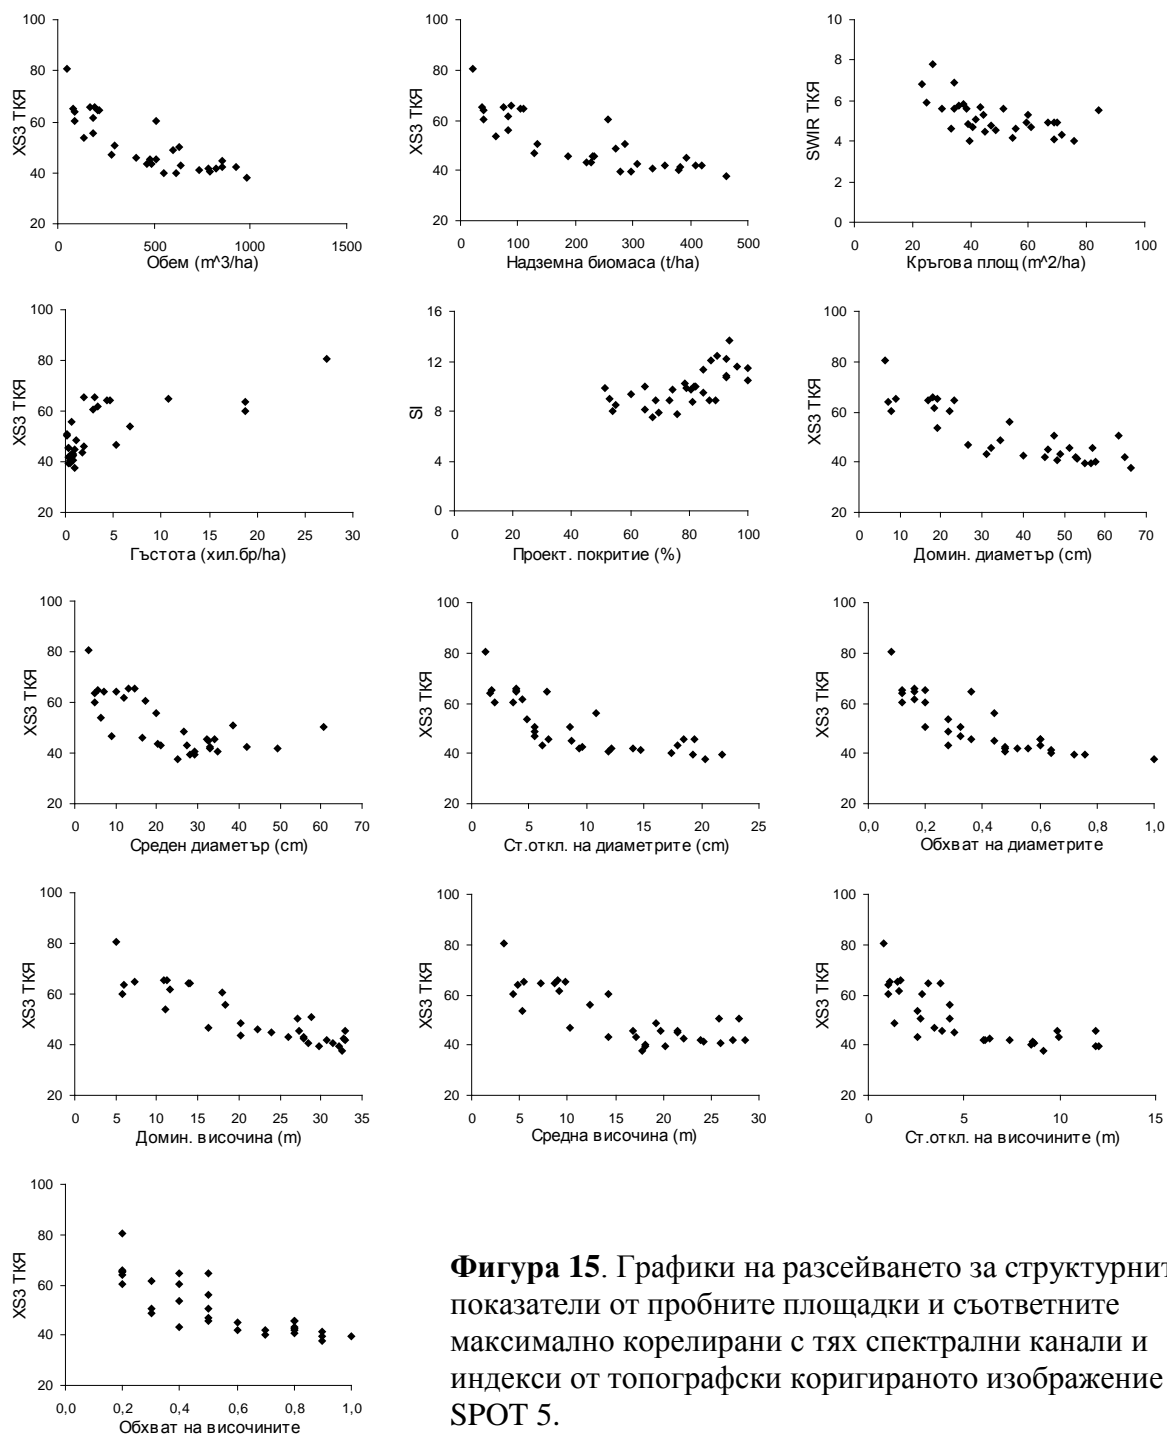 100
80
60
40
20
XS3 ТКЯ
0 500 1000 1500
Обем (m^3/ha)
100
80
60
40
20
XS3 ТКЯ
0 100 200 300 400 500
Надземна биомаса (t/ha)
10
8
6
4
2
0
SWIR ТКЯ
0 20 40 60 80 100
Кръгова площ (m^2/ha)
100
80
60
40
20
XS3 ТКЯ
0 5 10 15 20 25 30
Гъстота (хил.бр/ha)
16
12
8
4
0
SI
0 20 40 60 80 100
Проект. покритие (%)
100
80
60
40
20
XS3 ТКЯ
0 10 20 30 40 50 60 70
Домин. диаметър (cm)
100
80
60
40
20
XS3 ТКЯ
0 10 20 30 40 50 60 70
Среден диаметър (cm)
100
80
60
40
20
XS3 ТКЯ
0 5 10 15 20 25
Ст.откл. на диаметрите (cm)
100
80
60
40
20
XS3 ТКЯ
0,0 0,2 0,4 0,6 0,8 1,0
Обхват на диаметрите
100
80
60
40
20
XS3 ТКЯ
0 5 10 15 20 25 30 35
Домин. височина (m)
100
80
60
40
20
XS3 ТКЯ
0 5 10 15 20 25 30
Средна височина (m)
100
80
60
40
20
XS3 ТКЯ
0 5 10 15
Ст.откл. на височините (m)
100
80
60
40
20
XS3 ТКЯ
0,0 0,2 0,4 0,6 0,8 1,0
Обхват на височините
Фигура 15. Графики на разсейването за структурнит
показатели от пробните площадки и съответните
максимално корелирани с тях спектрални канали и
индекси от топографски коригираното изображение
SPOT 5.